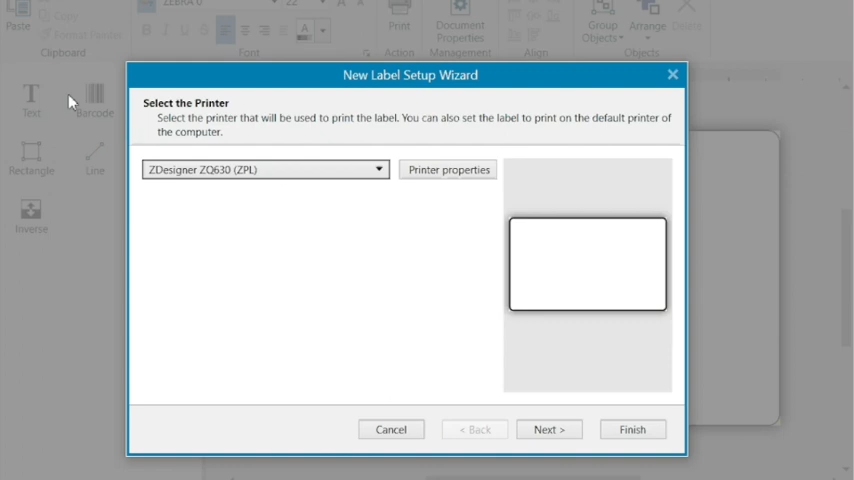 ZEBRA 0
22
Paste
Copy
Format Painter
Print
Document
Properties
Group
Objects
Arrange
Delete
B I U S
A
Clipboard
Font
Action
Management
Align
Objects
New Label Setup Wizard
Select the Printer
Select the printer that will be used to print the label. You can also set the label to print on the default printer of
the computer.
T
Text
Barcode
Rectangle
Line
Inverse
ZDesigner ZQ630 (ZPL)
Printer properties
Cancel
< Back
Next >
Finish